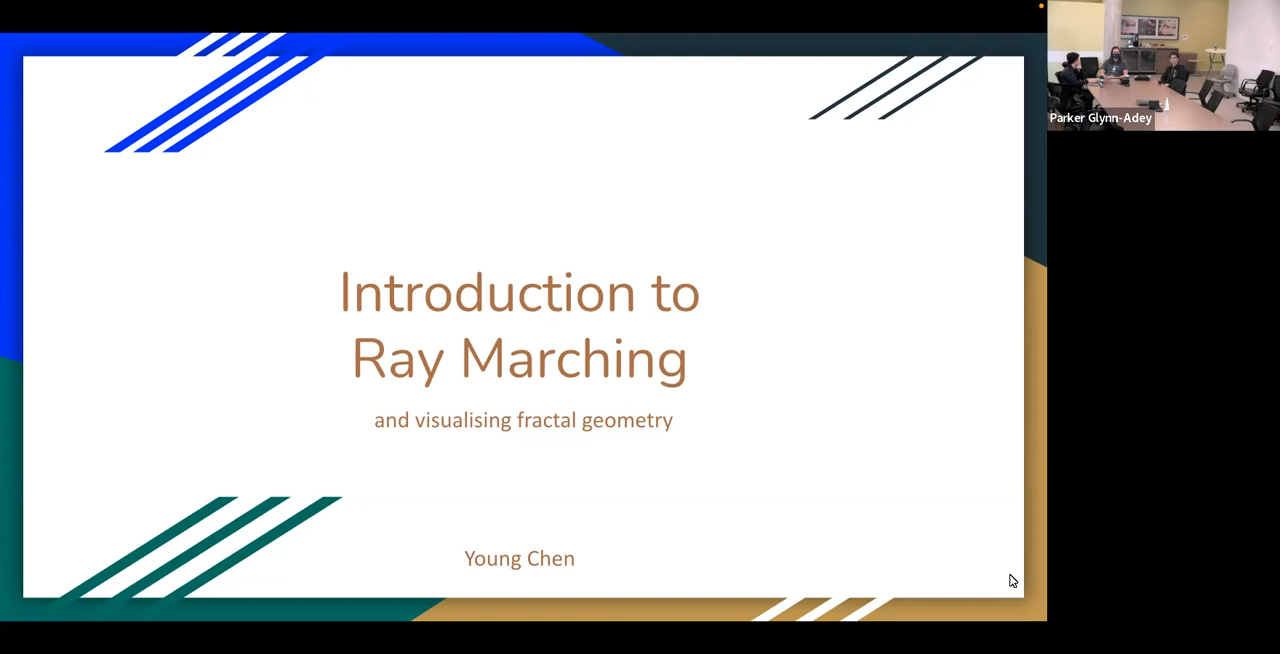 Introduction to
Ray Marching
and visualising fractal geometry
Young Chen
Parker Glynn-Adey